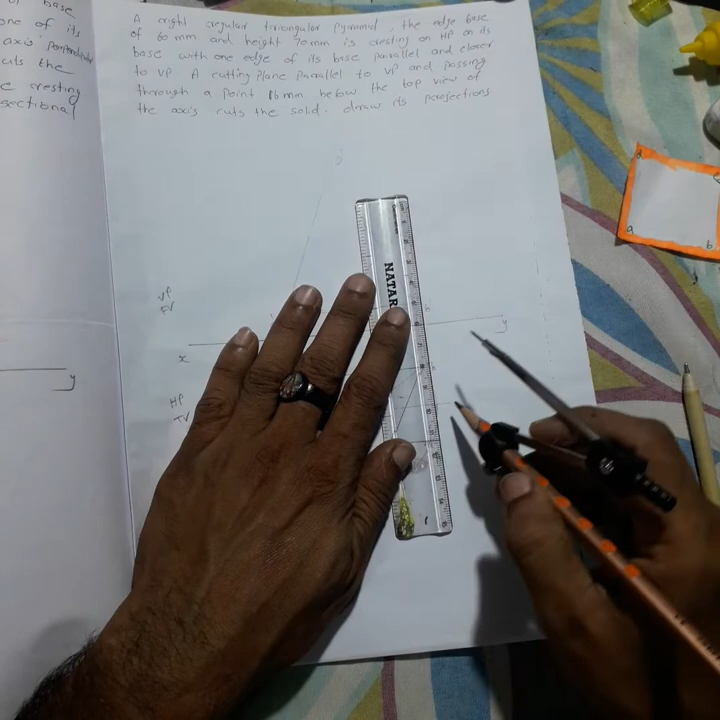 base
one of its
axis perpendicular
cuts the
e cresting
sectional
A right regular triangular pyramid, the edge base
of 60 mm and height 70 mm is cresting on HP on its
base with one edge of its base parallel and closer
to VP A cutting Plane Parallel to VP and passing
through a Point 16 mm below the top view of
the axis cuts the solid. draw its projections
VP
FV
x
y
HP
TV
y
NATAR
a
b